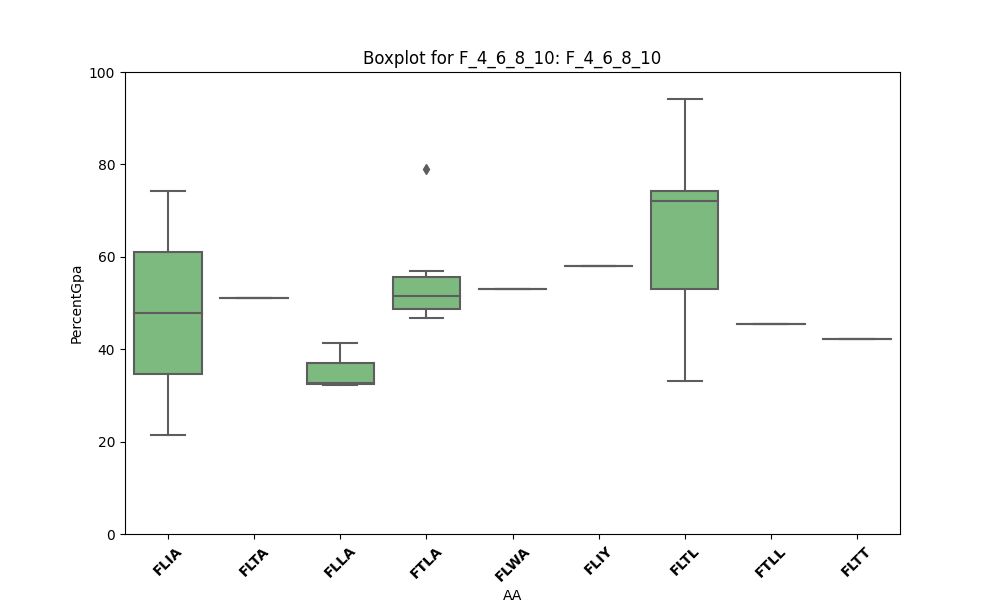 Boxplot for F_4_6_8_10: F_4_6_8_10
PercentGpa
100
80
60
40
20
0
FLIA
FLTA
FLLA
FTLA
FLWA
FLIY
FLTL
FTLL
FLTT
AA